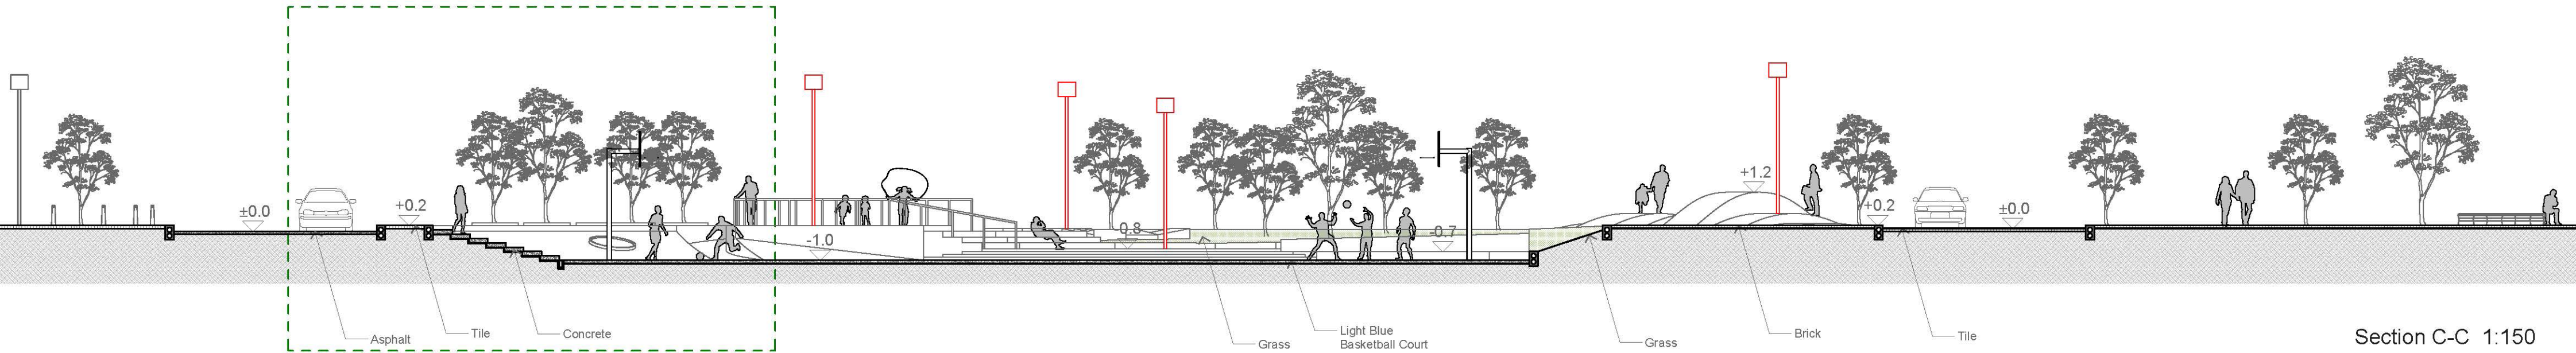 ±0.0
+0.2
-1.0
0.8
-0.7
+1.2
+0.2
±0.0
Asphalt
Tile
Concrete
Grass
Light Blue
Basketball Court
Grass
Brick
Tile
Section C-C 1:150